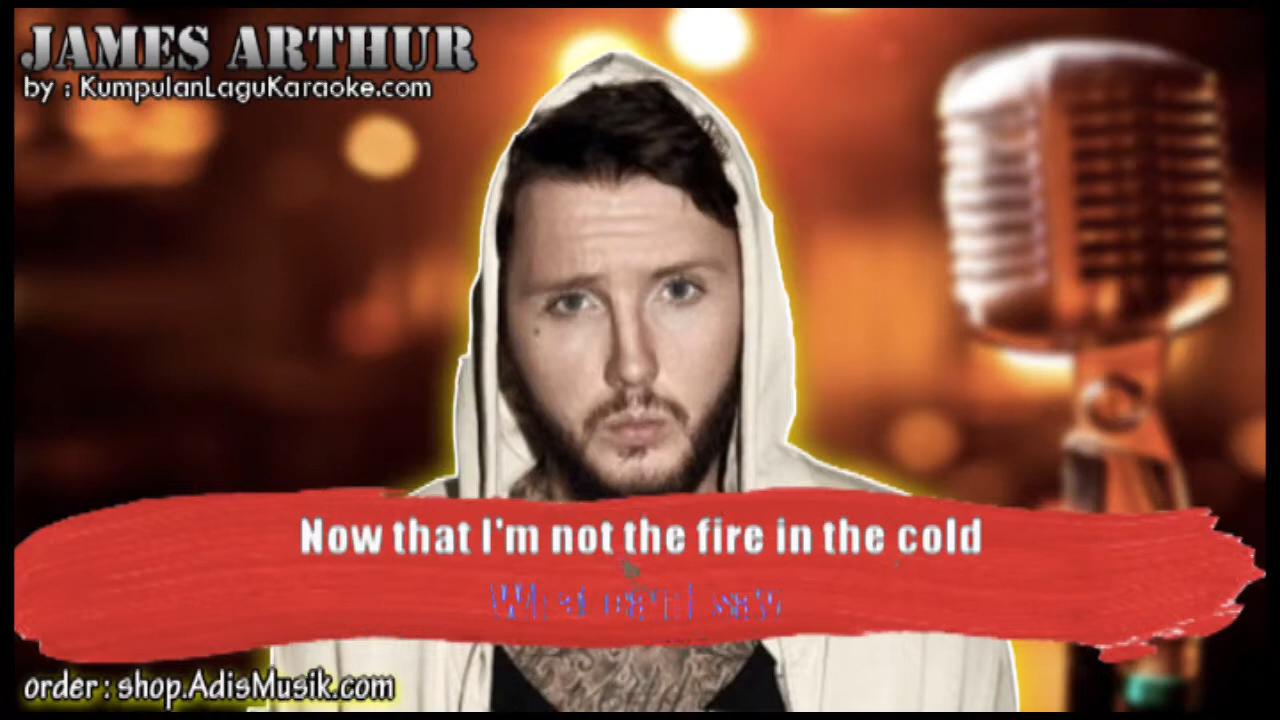 JAMES ARTHUR
by : KumpulanLaguKaraoke.com
Now that I'm not the fire in the cold
order : shop.AdisMusik.com